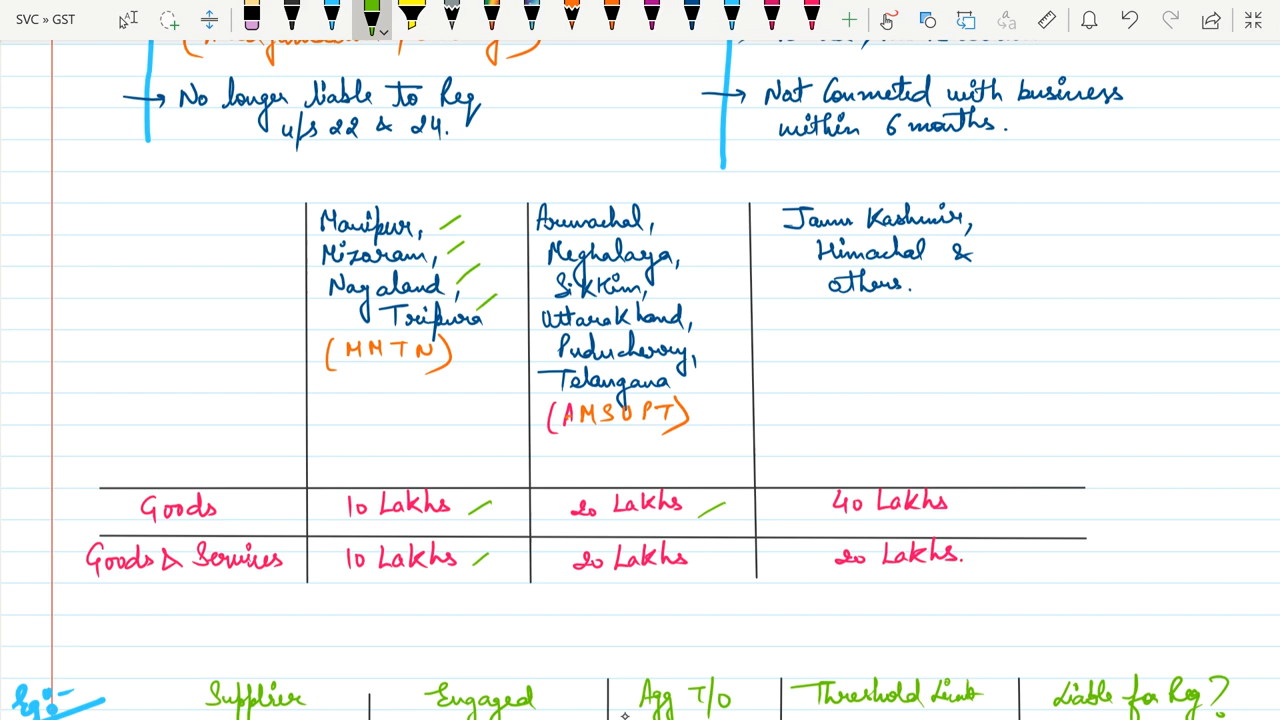 SVC » GST
→ No longer liable to Reg
u/s 22 & 24.
→ Not Connected with business
within 6 months.
Manipur,
Mizoram,
Nagaland,
Tripura
(MMTN)
Arunachal,
Meghalaya,
Sikkim,
Uttarakhand,
Puducherry,
Telangana
(AMSUPT)
Jammu Kashmir,
Himachal &
others.
Goods 10 Lakhs 20 Lakhs 40 Lakhs
Goods & Services 10 Lakhs 20 Lakhs 20 Lakhs.
Eg:- Supplier Engaged Agg T/O Threshold Limit Liable for Reg?